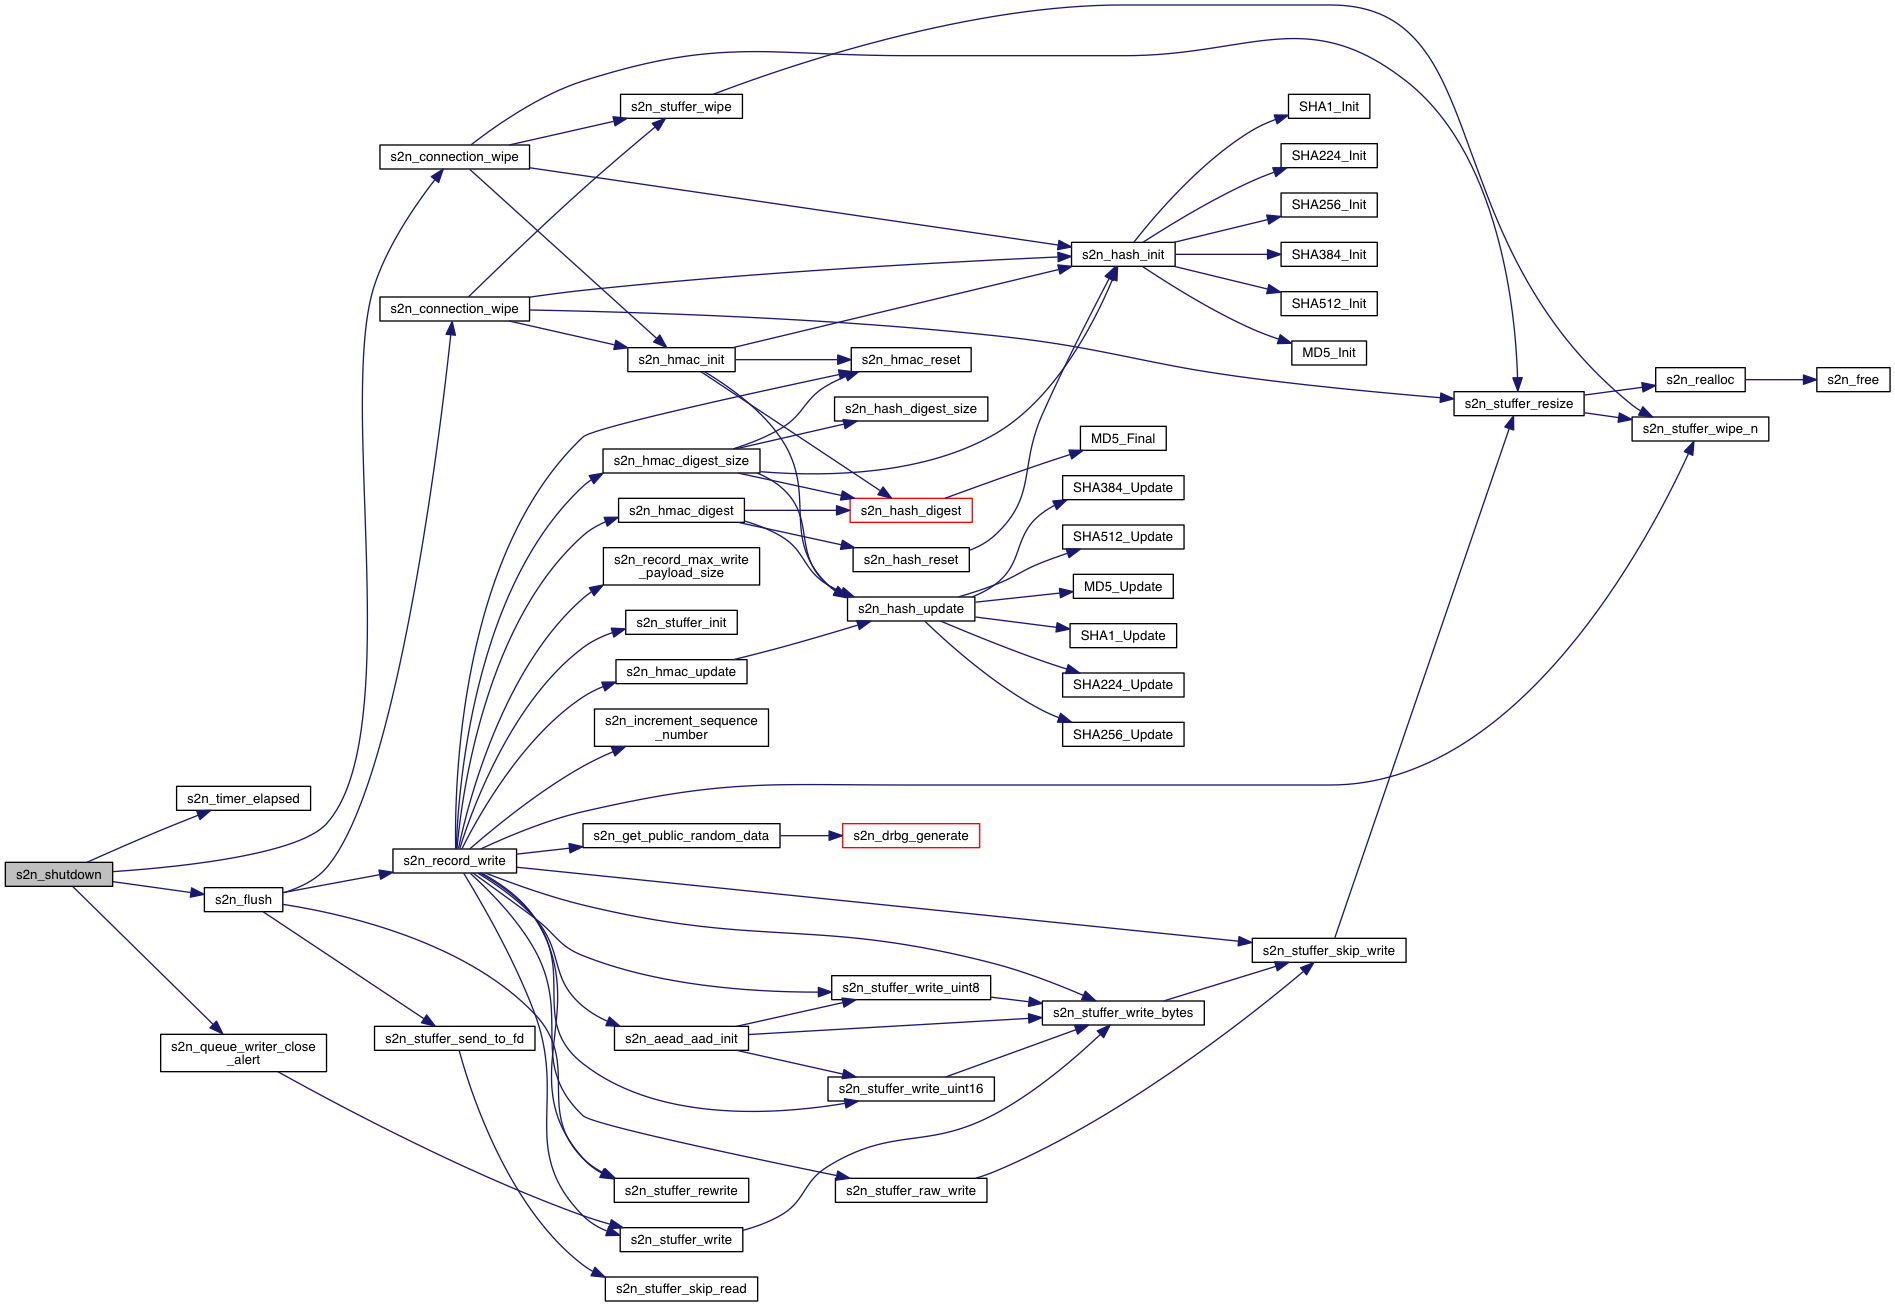 s2n_stuffer_wipe
SHA1_Init
s2n_connection_wipe
SHA224_Init
SHA256_Init
s2n_hash_init
SHA384_Init
s2n_connection_wipe
SHA512_Init
MD5_Init
s2n_hmac_init
s2n_hmac_reset
s2n_realloc
s2n_free
s2n_stuffer_resize
s2n_hash_digest_size
s2n_stuffer_wipe_n
MD5_Final
s2n_hmac_digest_size
SHA384_Update
s2n_hmac_digest
s2n_hash_digest
SHA512_Update
s2n_record_max_write
_payload_size
s2n_hash_reset
MD5_Update
s2n_hash_update
s2n_stuffer_init
SHA1_Update
s2n_hmac_update
SHA224_Update
s2n_increment_sequence
_number
SHA256_Update
s2n_timer_elapsed
s2n_get_public_random_data
s2n_drbg_generate
s2n_record_write
s2n_shutdown
s2n_flush
s2n_stuffer_skip_write
s2n_stuffer_write_uint8
s2n_stuffer_write_bytes
s2n_queue_writer_close
_alert
s2n_stuffer_send_to_fd
s2n_aead_aad_init
s2n_stuffer_write_uint16
s2n_stuffer_rewrite
s2n_stuffer_raw_write
s2n_stuffer_write
s2n_stuffer_skip_read